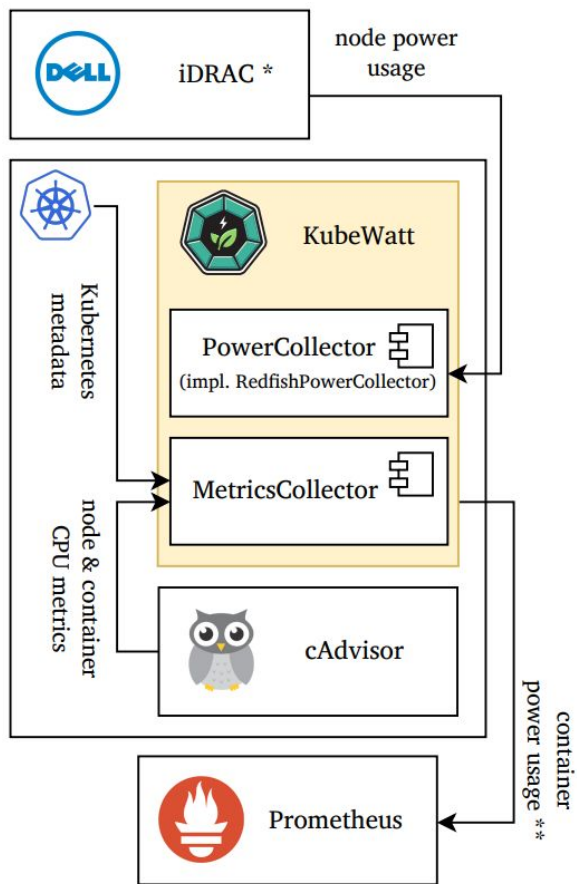 DELL
iDRAC *
node power
usage
KubeWatt
Kubernetes
metadata
PowerCollector
(impl. RedfishPowerCollector)
MetricsCollector
node & container
CPU metrics
cAdvisor
container
power usage **
Prometheus